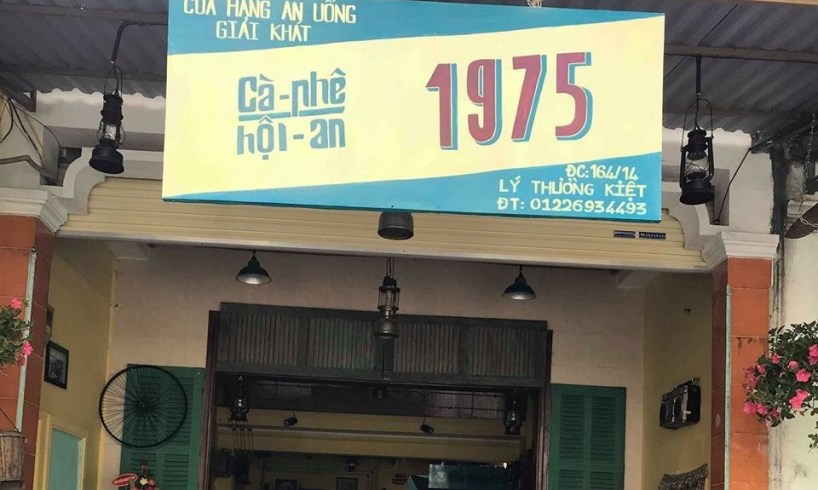 CỬA HÀNG ĂN UỐNG
GIẢI KHÁT
Cà-phê
hội-an
1975
ĐC:164/14
LÝ THƯỜNG KIỆT
ĐT: 01226934493